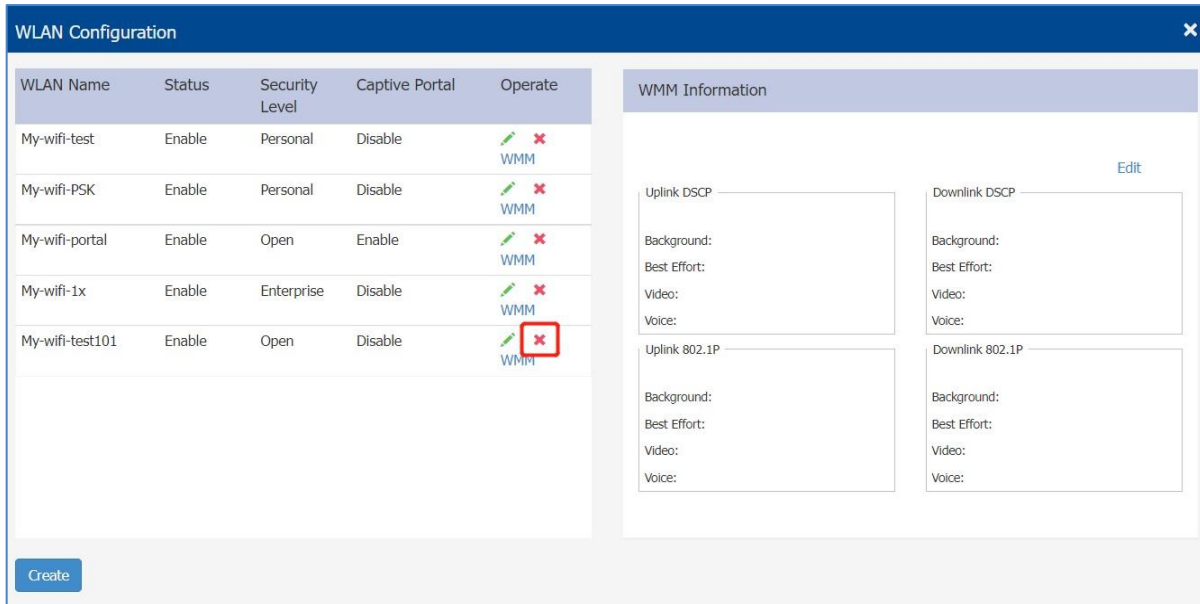 WLAN Configuration
WLAN Name Status Security Level Captive Portal Operate
My-wifi-test Enable Personal Disable
WMM
My-wifi-PSK Enable Personal Disable
WMM
My-wifi-portal Enable Open Enable
WMM
My-wifi-1x Enable Enterprise Disable
WMM
My-wifi-test101 Enable Open Disable
WMM
Create
WMM Information
Edit
Uplink DSCP
Background:
Best Effort:
Video:
Voice:
Downlink DSCP
Background:
Best Effort:
Video:
Voice:
Uplink 802.1P
Background:
Best Effort:
Video:
Voice:
Downlink 802.1P
Background:
Best Effort:
Video:
Voice: